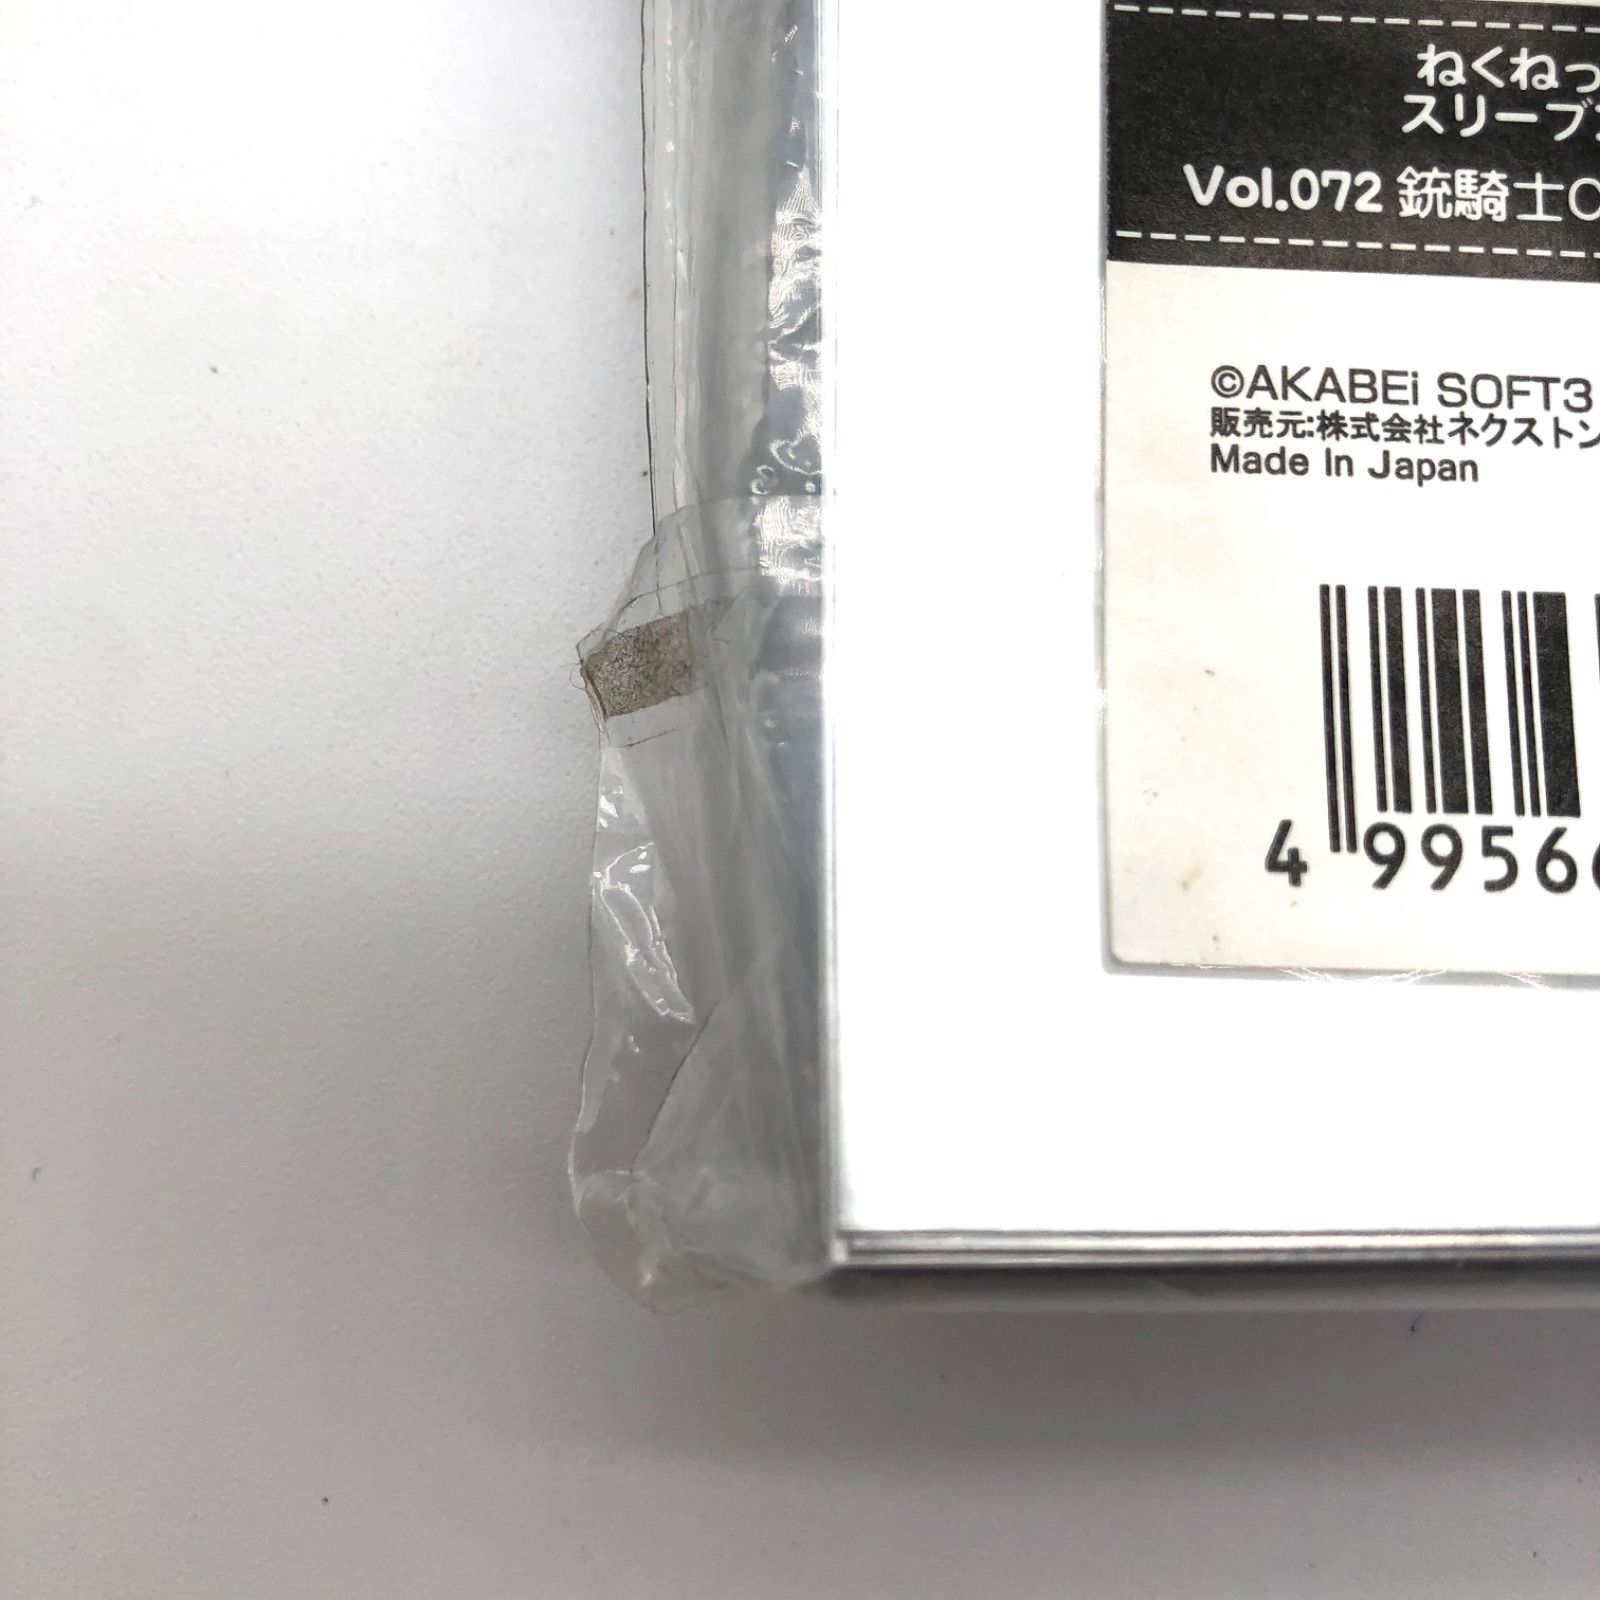 ねくねっ
スリーブ
Vol.072 銃騎士
©AKABEi SOFT3
販売元:株式会社ネクストン
Made in Japan
4 9956